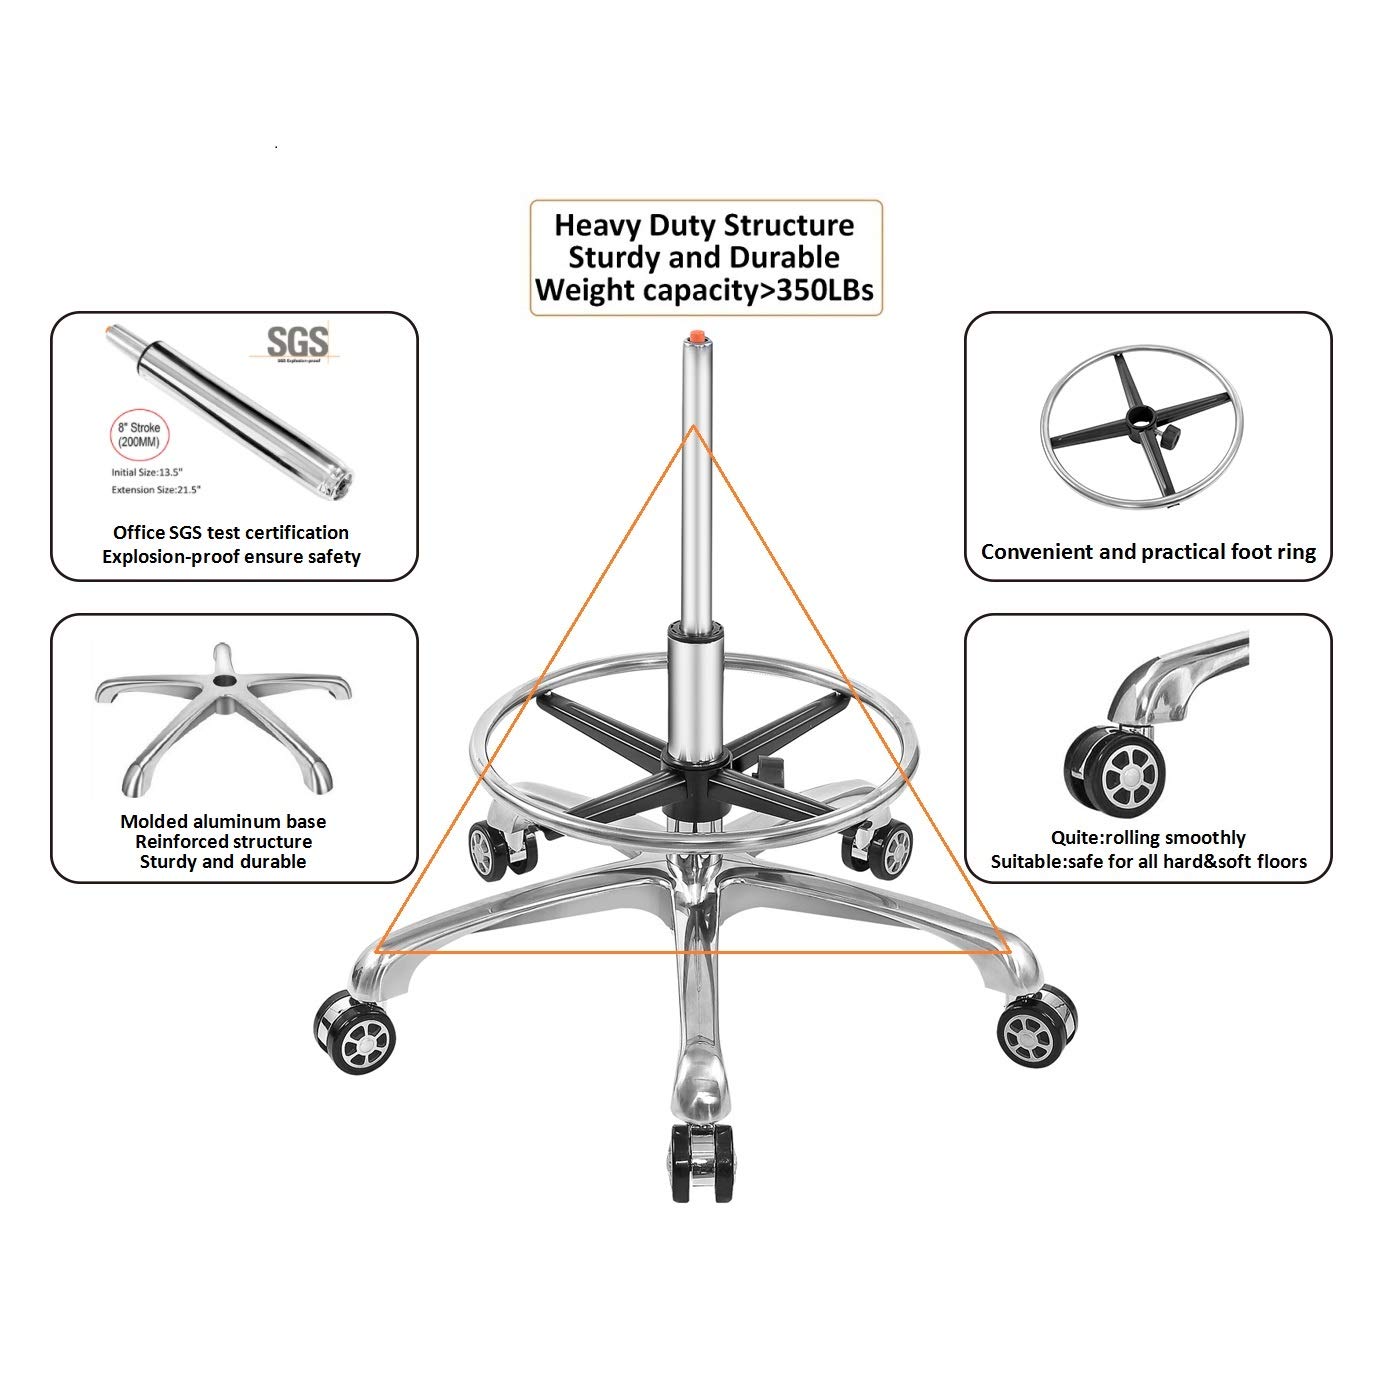 Heavy Duty Structure
Sturdy and Durable
Weight capacity>350LBs
SGS
SGS Explosion-proof
8" Stroke
(200MM)
Initial Size:13.5"
Extension Size:21.5"
Office SGS test certification
Explosion-proof ensure safety
Convenient and practical foot ring
Molded aluminum base
Reinforced structure
Sturdy and durable
Quite:rolling smoothly
Suitable:safe for all hard&soft floors